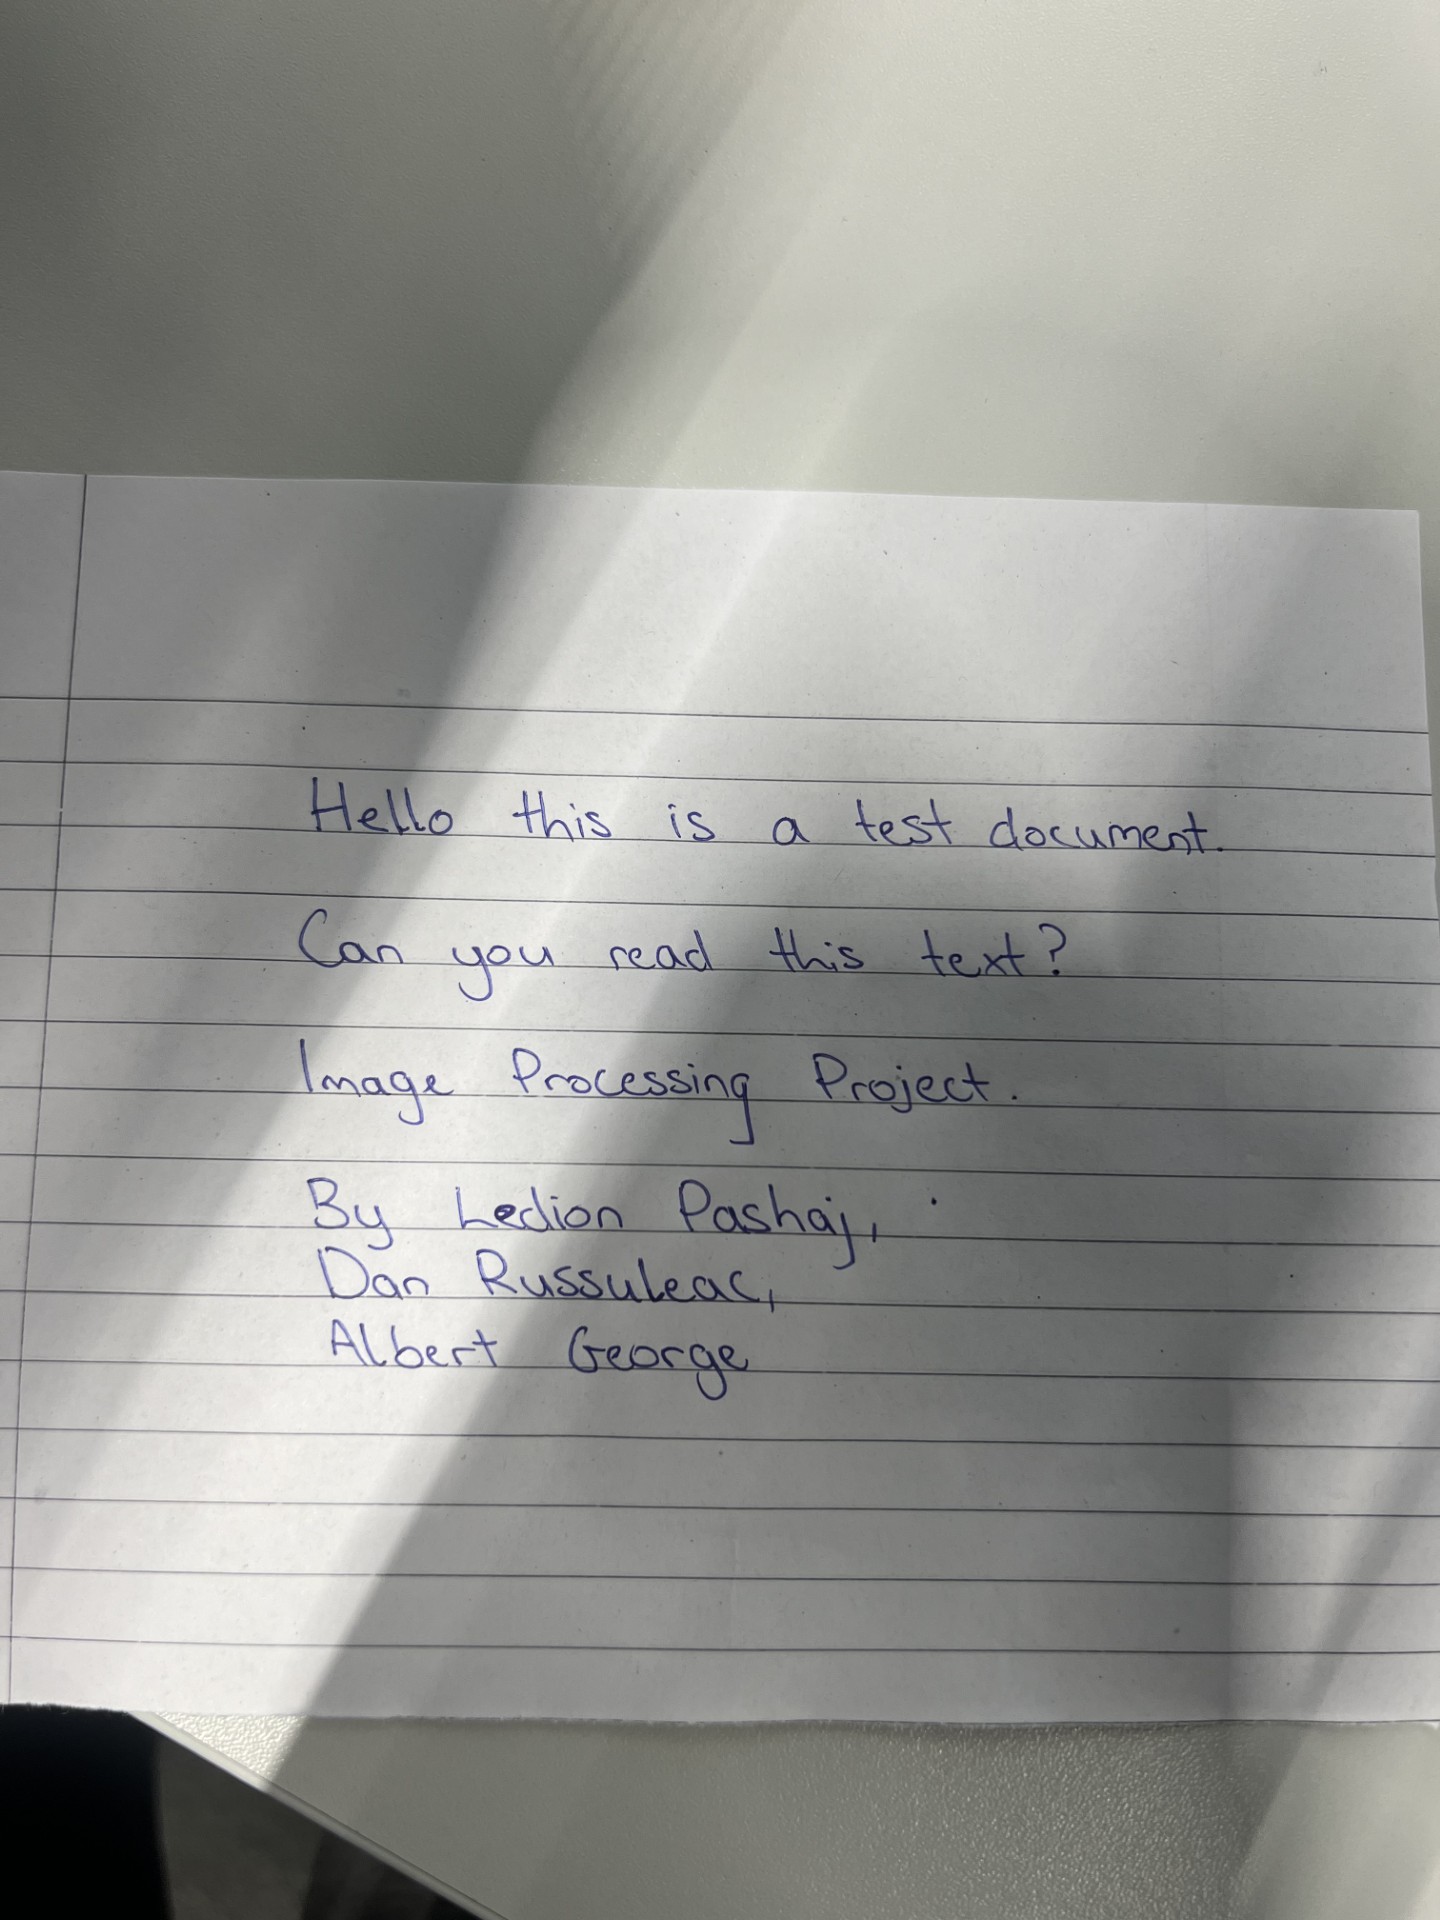 Hello this is a test document.
Can you read this text?
Image Processing Project.
By Ledion Pashaj,
Dan Russuleac,
Albert George